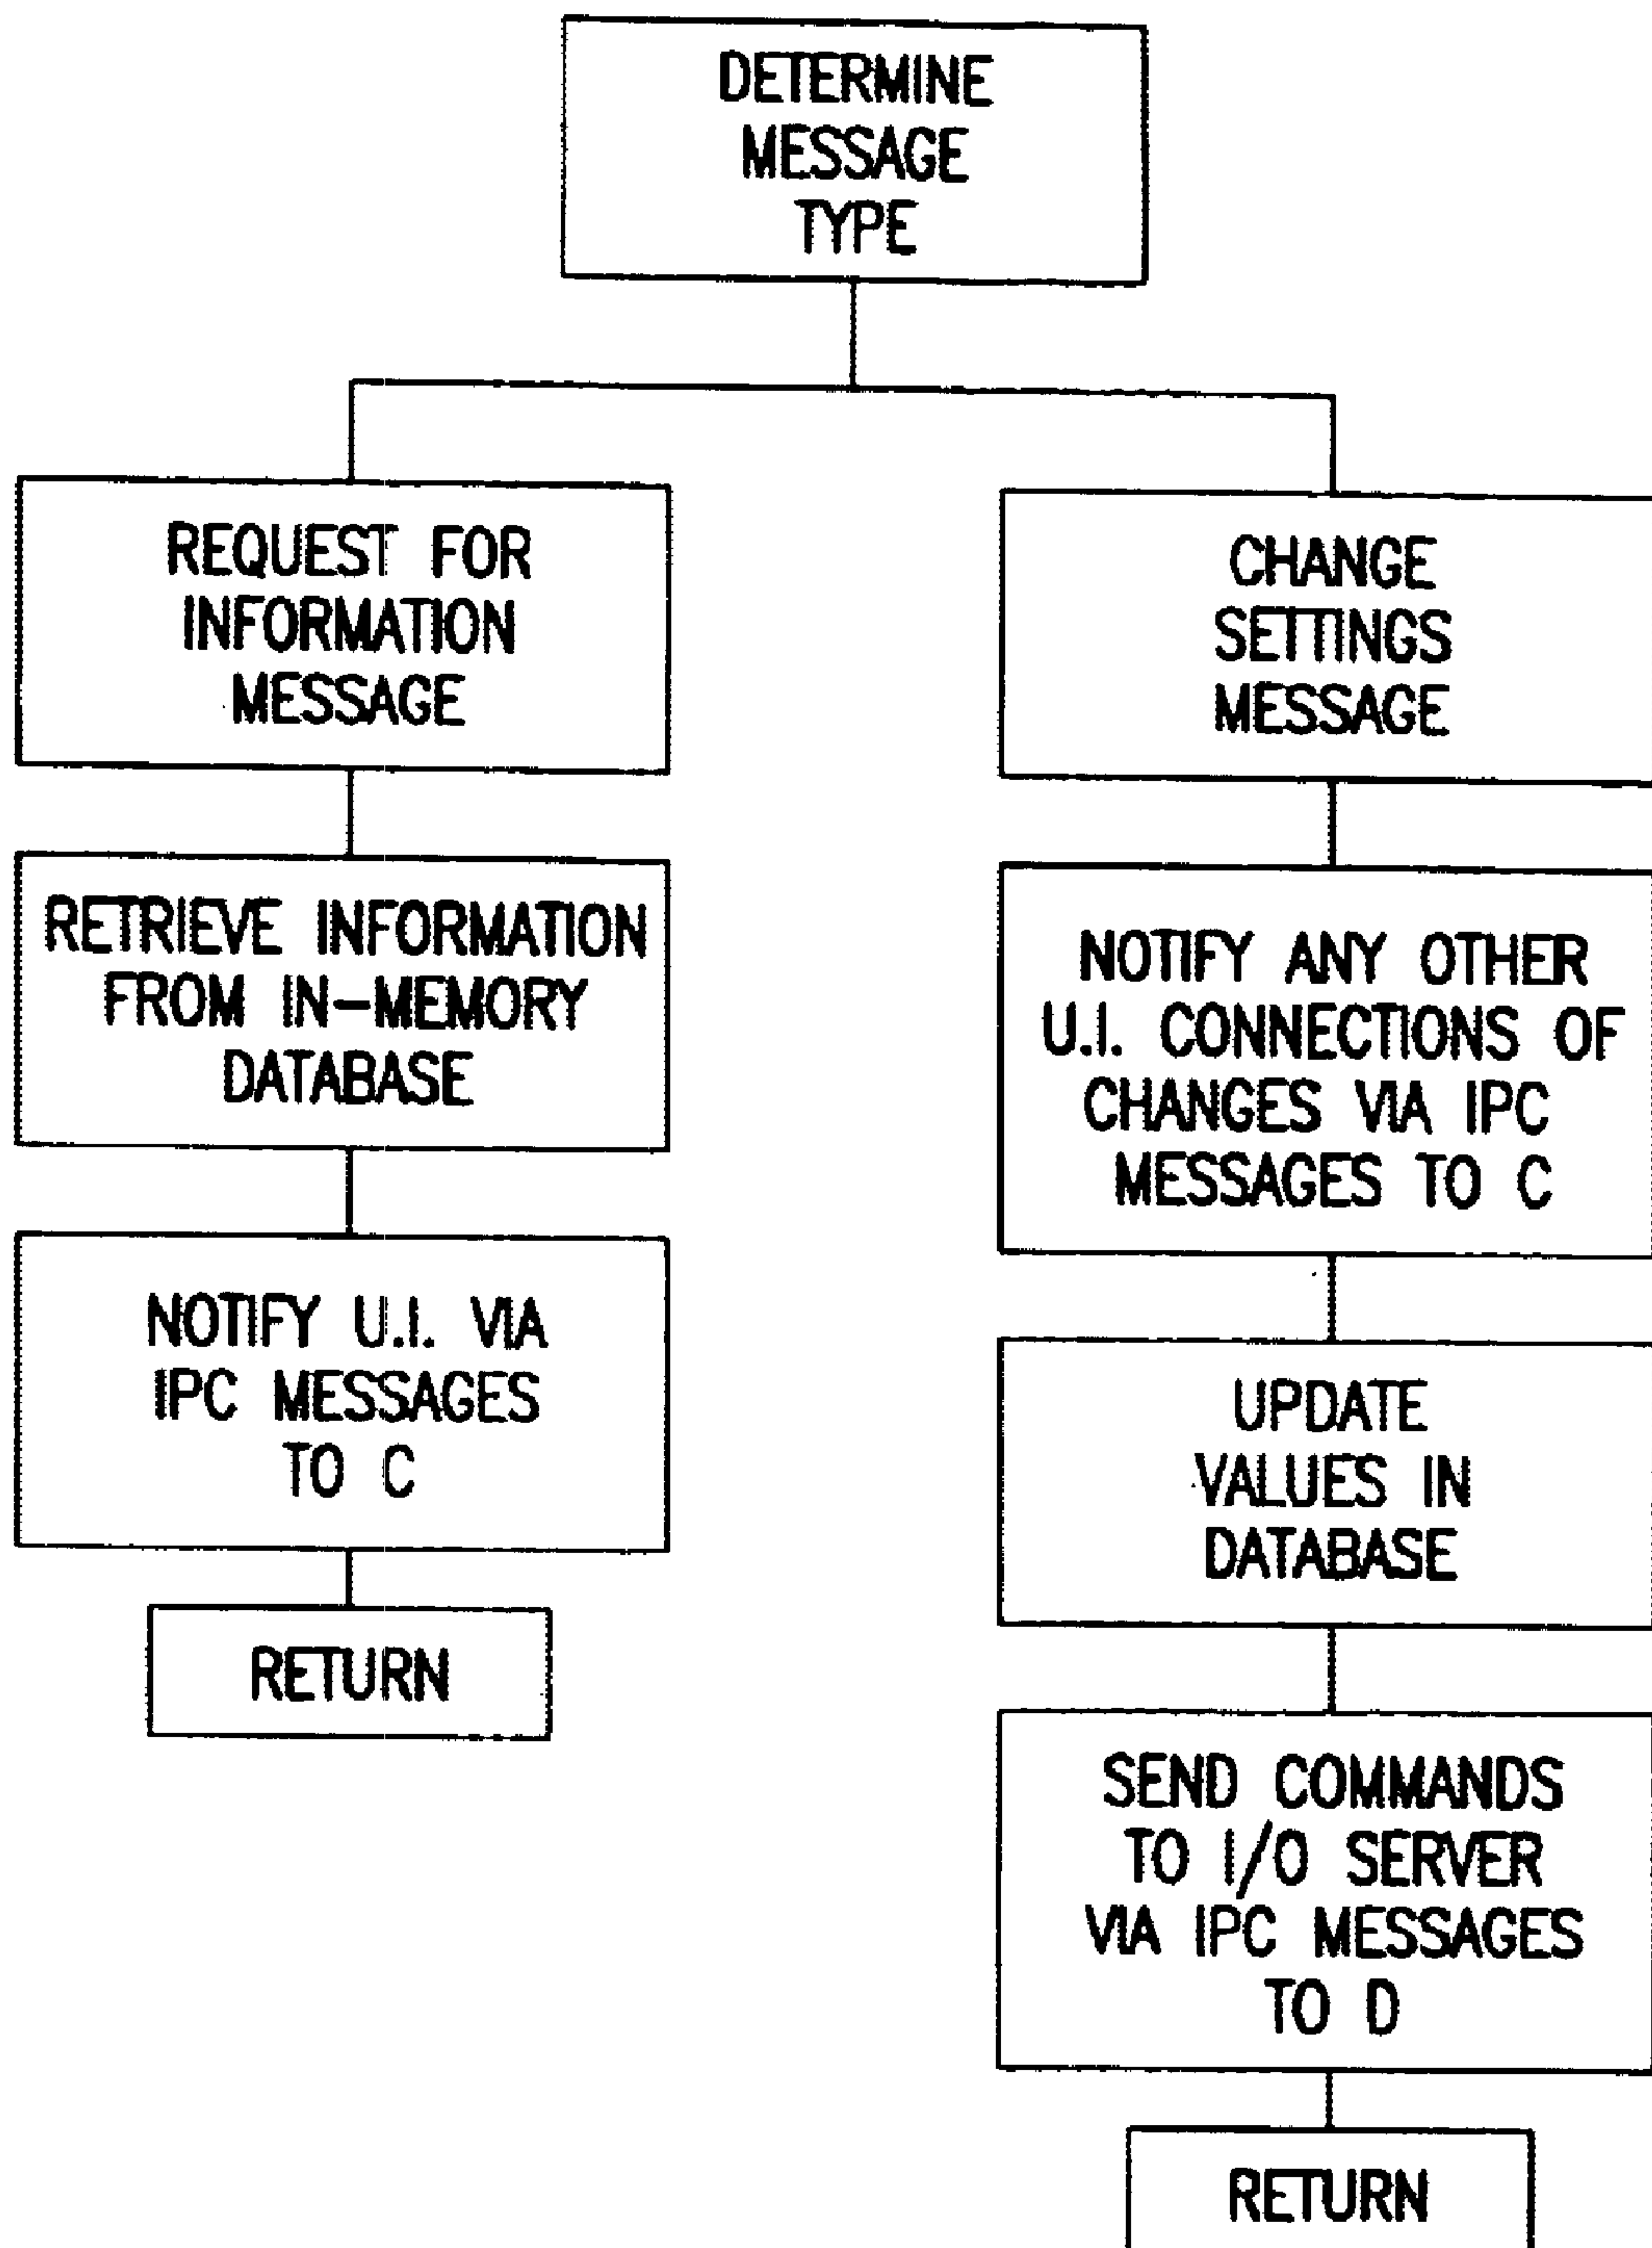 DETERMINE
MESSAGE
TYPE
REQUEST FOR
INFORMATION
MESSAGE
RETRIEVE INFORMATION
FROM IN-MEMORY
DATABASE
NOTIFY U.I. VIA
IPC MESSAGES
TO C
RETURN
CHANGE
SETTINGS
MESSAGE
NOTIFY ANY OTHER
U.I. CONNECTIONS OF
CHANGES VIA IPC
MESSAGES TO C
UPDATE
VALUES IN
DATABASE
SEND COMMANDS
TO I/O SERVER
VIA IPC MESSAGES
TO D
RETURN